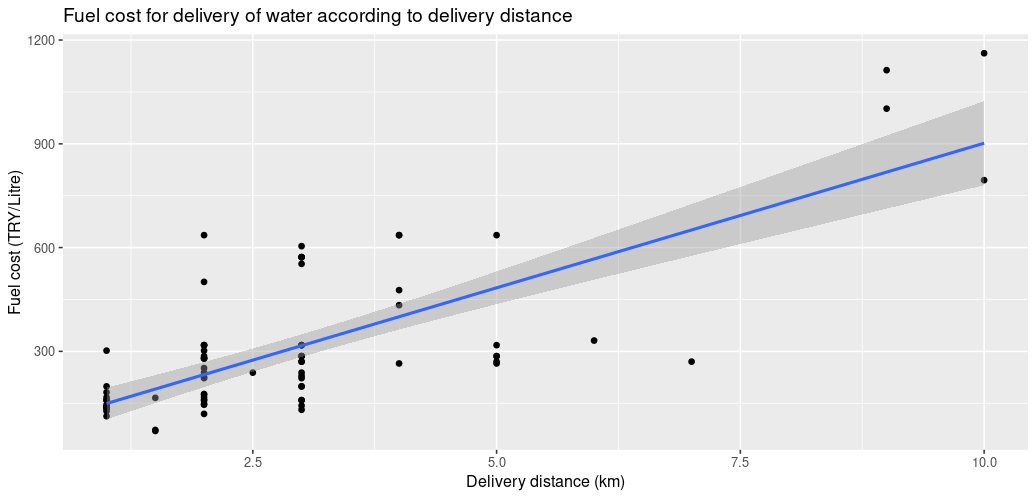 Fuel cost for delivery of water according to delivery distance
Fuel cost (TRY/Litre)
1200
900
600
300
2.5
5.0
7.5
10.0
Delivery distance (km)